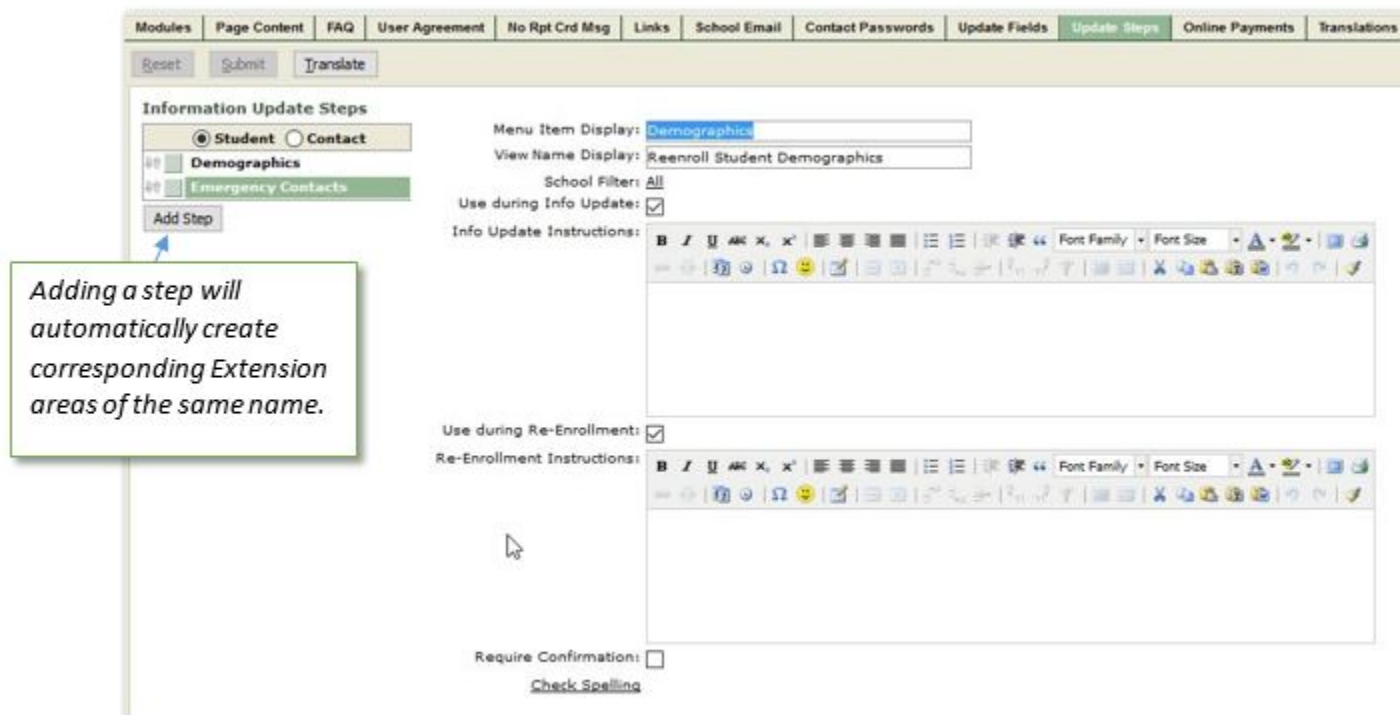 Modules Page Content FAQ User Agreement No Rpt Crd Msg Links School Email Contact Passwords Update Fields Update Steps Online Payments Translations
Reset Submit Translate
Information Update Steps
Student Contact
Demographics
Emergency Contacts
Add Step
Adding a step will
automatically create
corresponding Extension
areas of the same name.
Menu Item Display: Demographics
View Name Display: Reenroll Student Demographics
School Filter: All
Use during Info Update:
Info Update Instructions:
B I U ABC X, x' Font Family Font Size A
Use during Re-Enrollment:
Re-Enrollment Instructions:
B I U ABC X, x' Font Family Font Size A
Require Confirmation:
Check Spelling